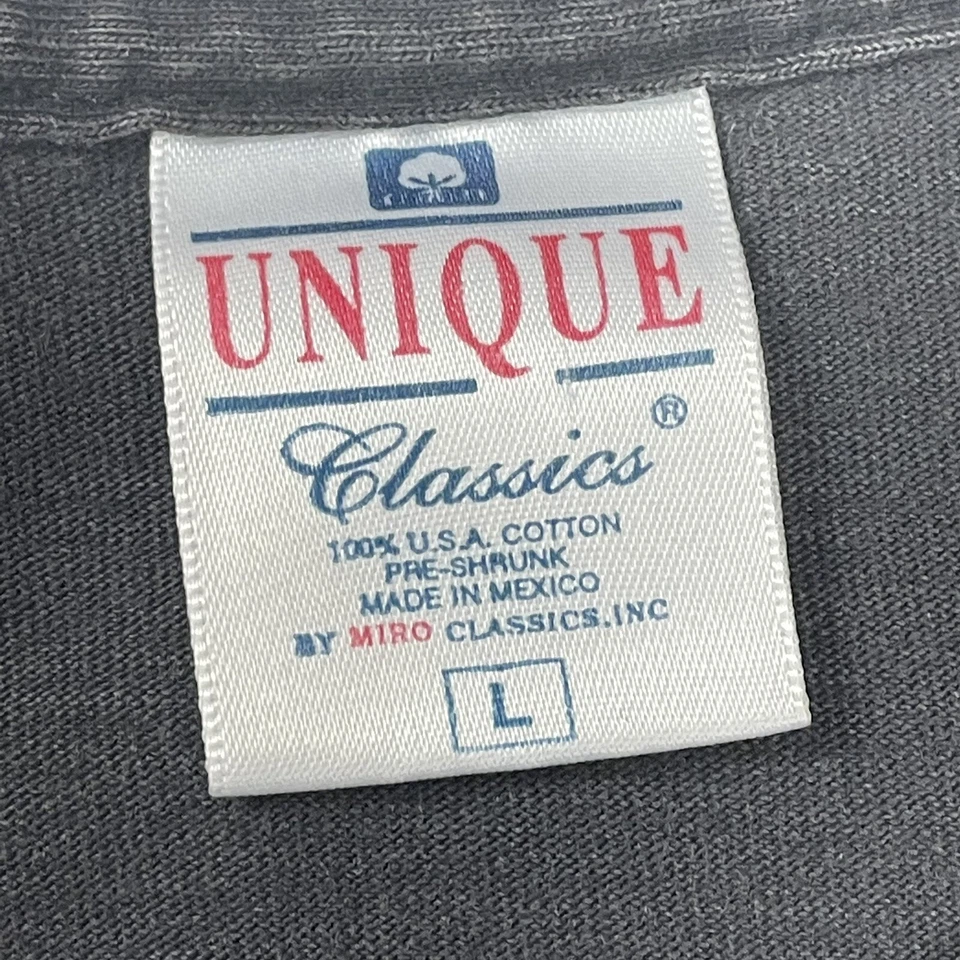 UNIQUE
Classics®
100% U.S.A. COTTON
PRE-SHRUNK
MADE IN MEXICO
BY MIRO CLASSICS.INC
L